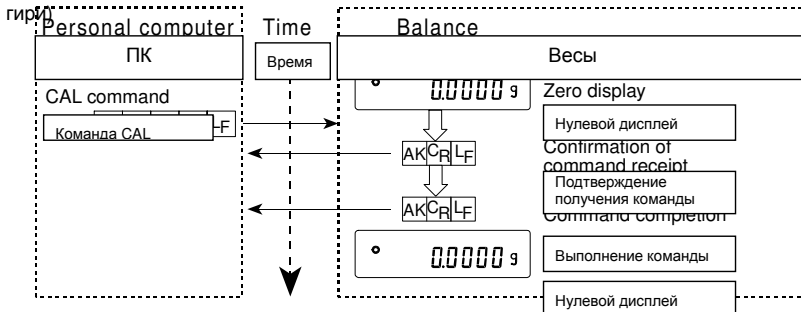 гири)
Personal computer Time Balance
ПК Время Весы
0.0000 g Zero display
CAL command
Нулевой дисплей
Команда CAL LF
Confirmation of
AK CR LF command receipt
Подтверждение
получения команды
AK CR LF Command completion
0.0000 g Выполнение команды
Нулевой дисплей